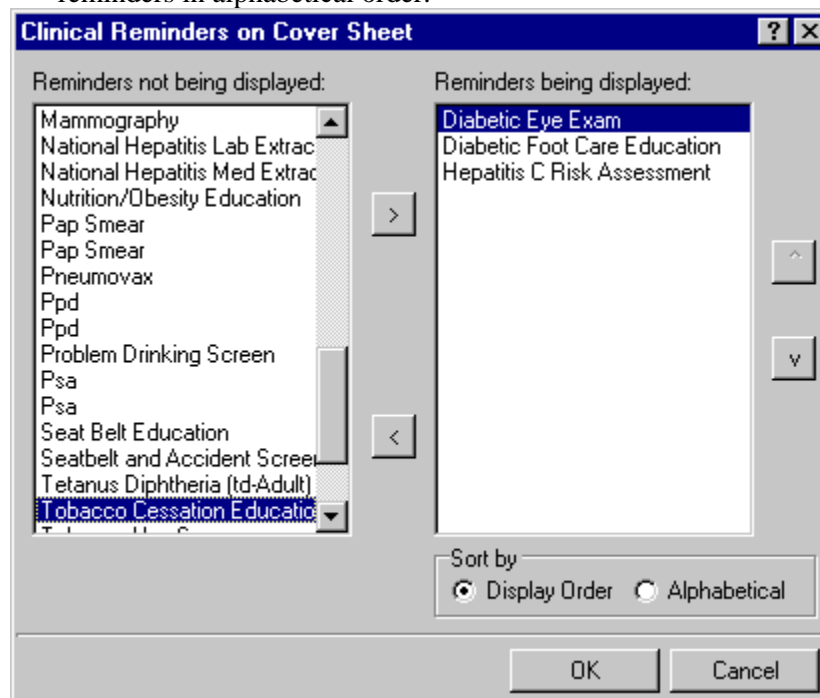 reminders in alphabetical order.
Clinical Reminders on Cover Sheet
Reminders not being displayed:
Mammography
National Hepatitis Lab Extrac
National Hepatitis Med Extrac
Nutrition/Obesity Education
Pap Smear
Pap Smear
Pneumovax
Ppd
Ppd
Problem Drinking Screen
Psa
Psa
Seat Belt Education
Seatbelt and Accident Screen
Tetanus Diphtheria (td-Adult)
Tobacco Cessation Educatio
>
<
Reminders being displayed:
Diabetic Eye Exam
Diabetic Foot Care Education
Hepatitis C Risk Assessment
^
v
Sort by
Display Order
Alphabetical
OK
Cancel